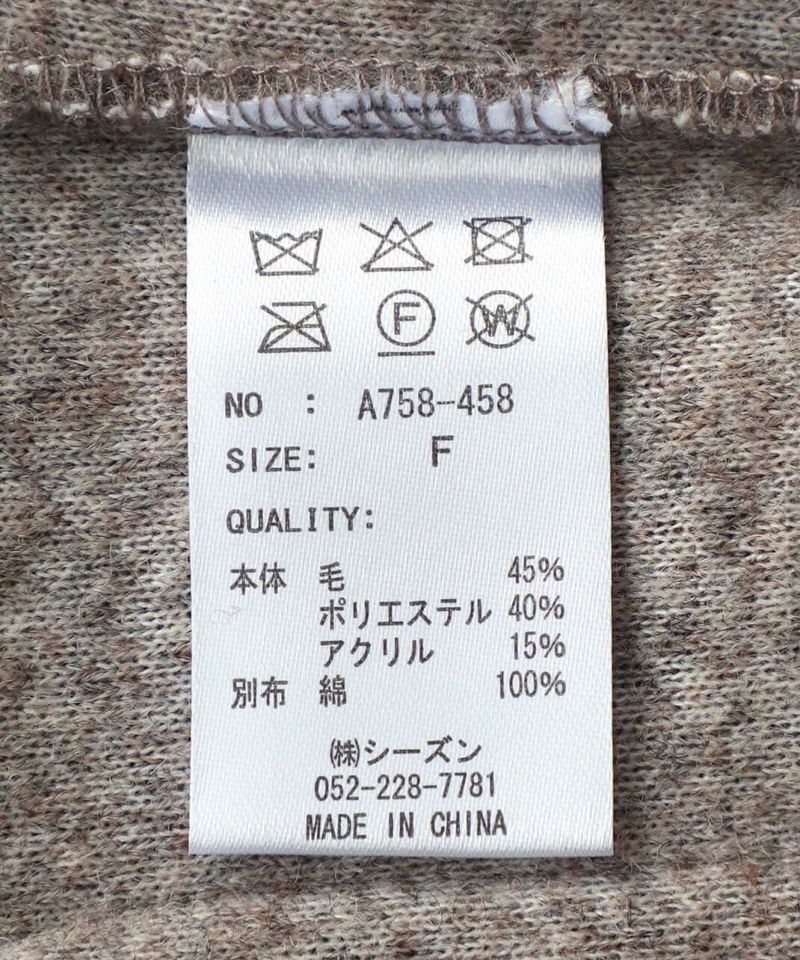 F W
NO : A758-458
SIZE: F
QUALITY:
本体 毛 45%
ポリエステル 40%
アクリル 15%
別布 綿 100%
㈱シーズン
052-228-7781
MADE IN CHINA